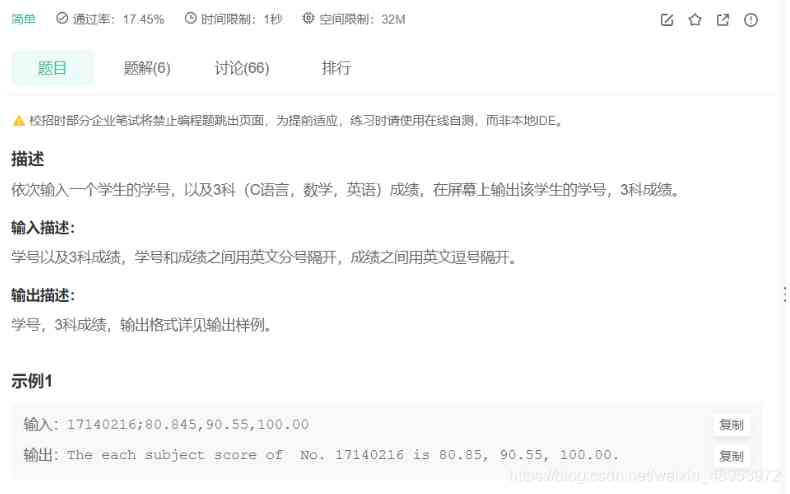 简单 通过率：17.45% 时间限制：1秒 空间限制：32M
题目 题解(6) 讨论(66) 排行
校招时部分企业笔试将禁止编程题跳出页面，为提前适应，练习时请使用在线自测，而非本地IDE。
描述
依次输入一个学生的学号，以及3科（C语言，数学，英语）成绩，在屏幕上输出该学生的学号，3科成绩。
输入描述：
学号以及3科成绩，学号和成绩之间用英文分号隔开，成绩之间用英文逗号隔开。
输出描述：
学号，3科成绩，输出格式详见输出样例。
示例1
输入：17140216;80.845,90.55,100.00 复制
输出：The each subject score of  No. 17140216 is 80.85, 90.55, 100.00. 复制